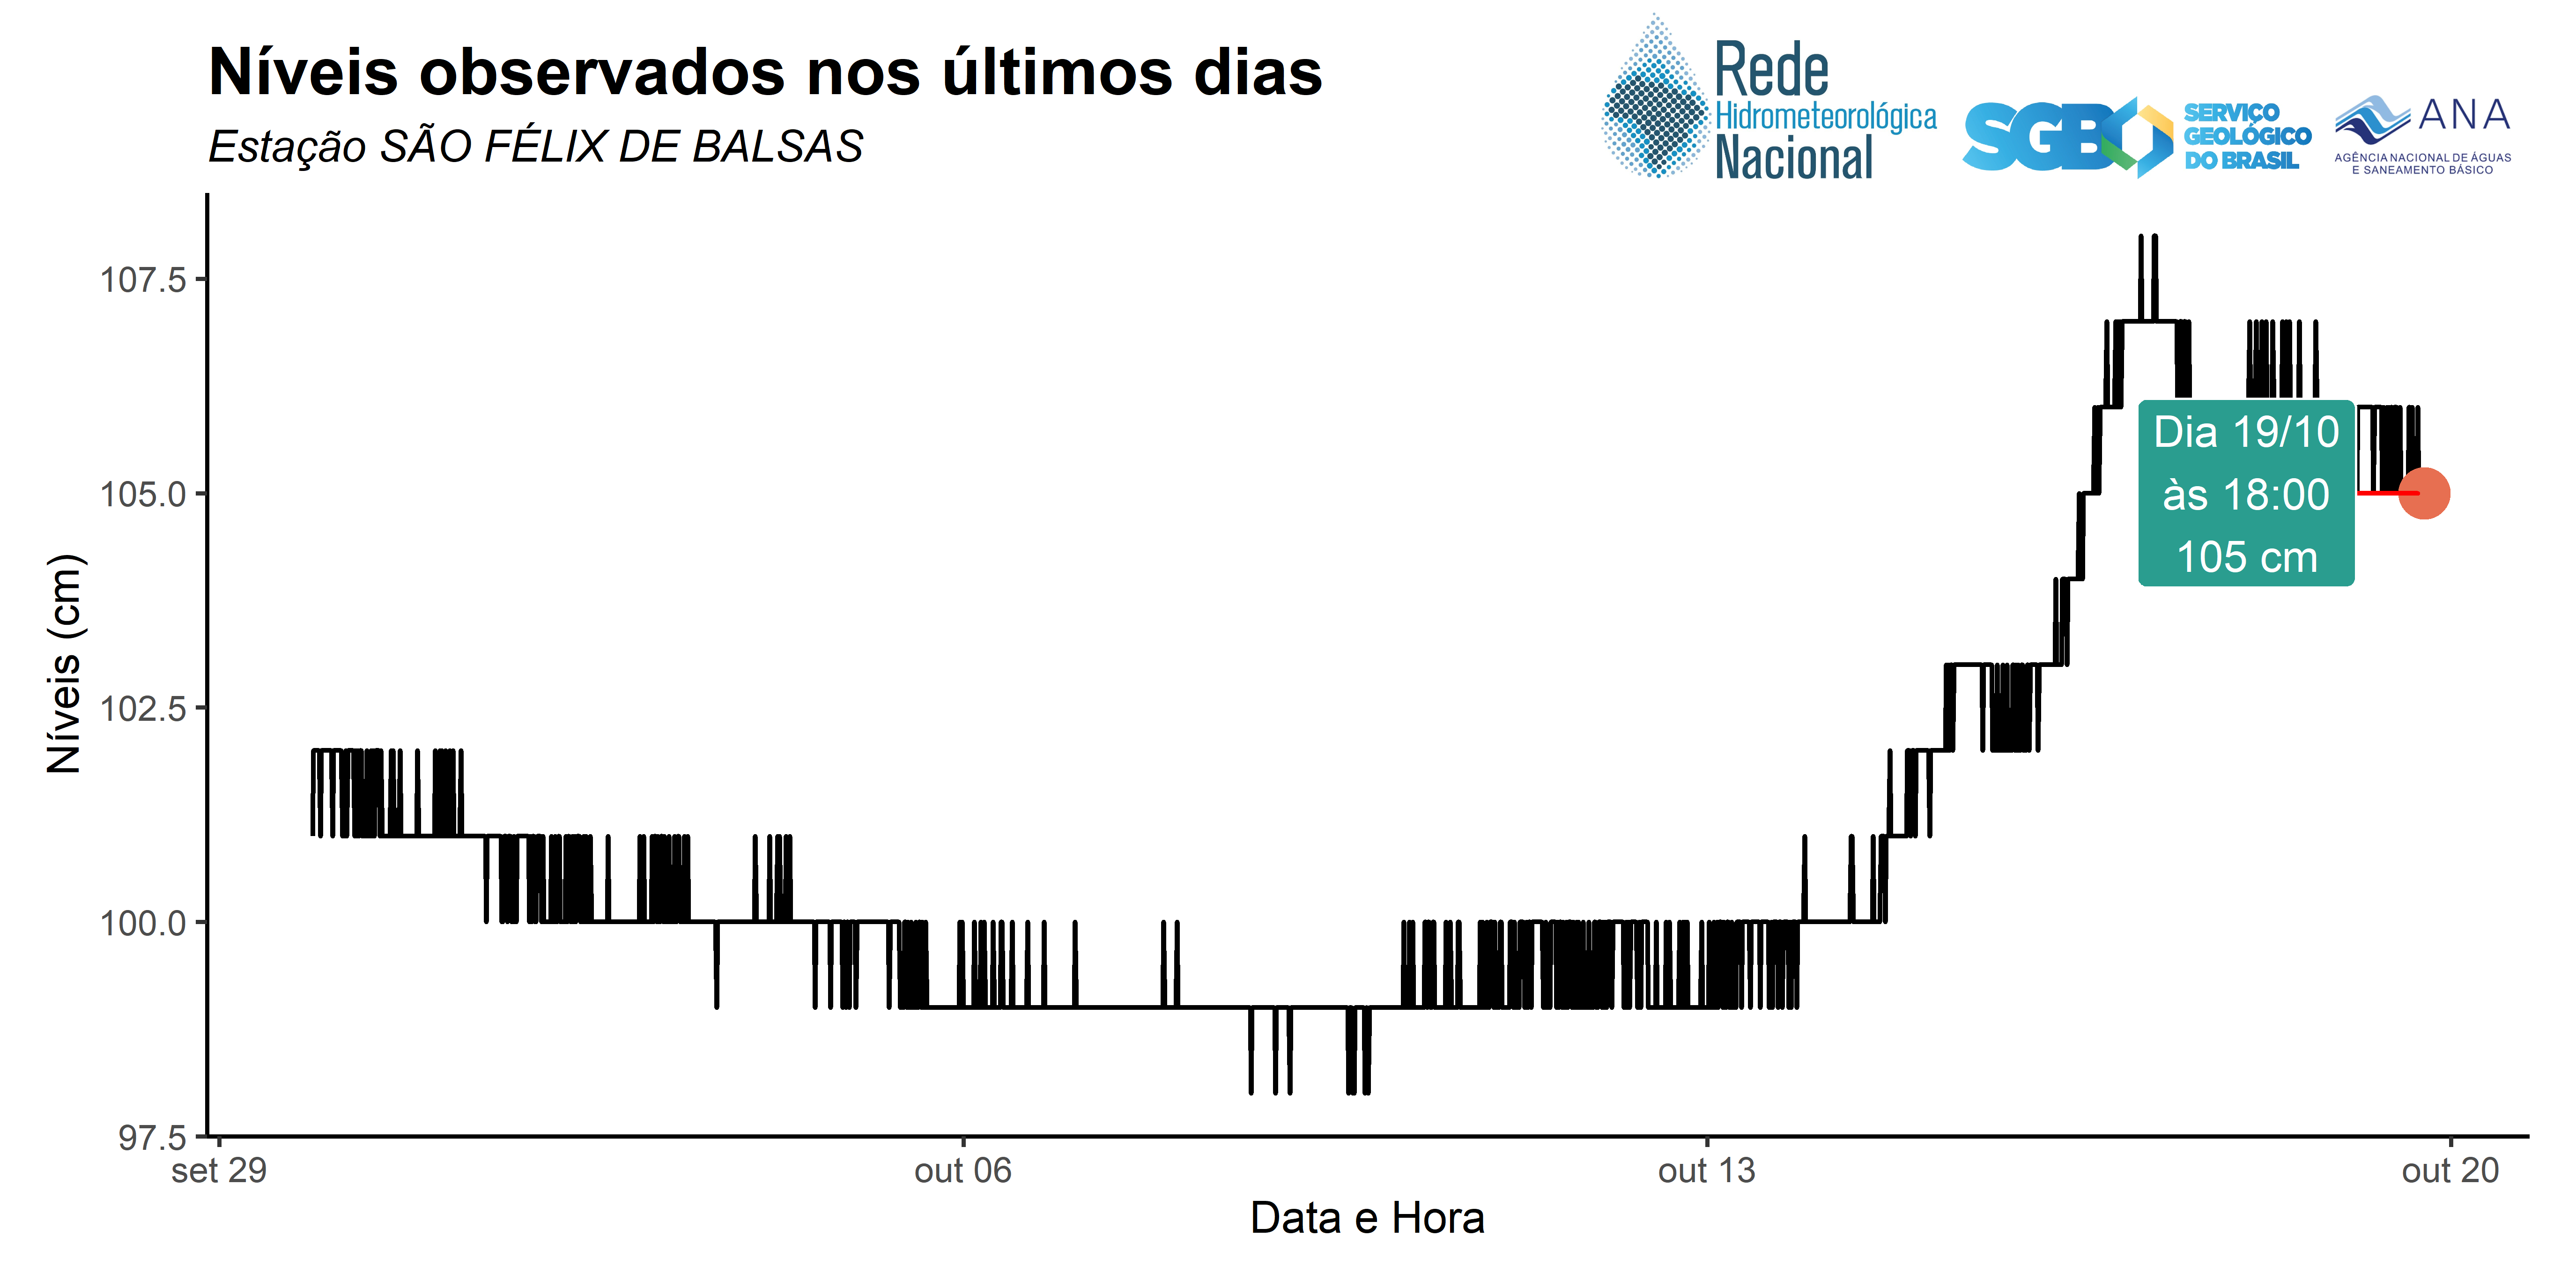 Níveis observados nos últimos dias
Estação SÃO FÉLIX DE BALSAS
Rede
Hidrometeorológica
Nacional
SGB
SERVIÇO
GEOLÓGICO
DO BRASIL
ANA
AGÊNCIA NACIONAL DE ÁGUAS
E SANEAMENTO BÁSICO
Níveis (cm)
107.5
105.0
102.5
100.0
97.5
Dia 19/10
às 18:00
105 cm
set 29
out 06
out 13
out 20
Data e Hora